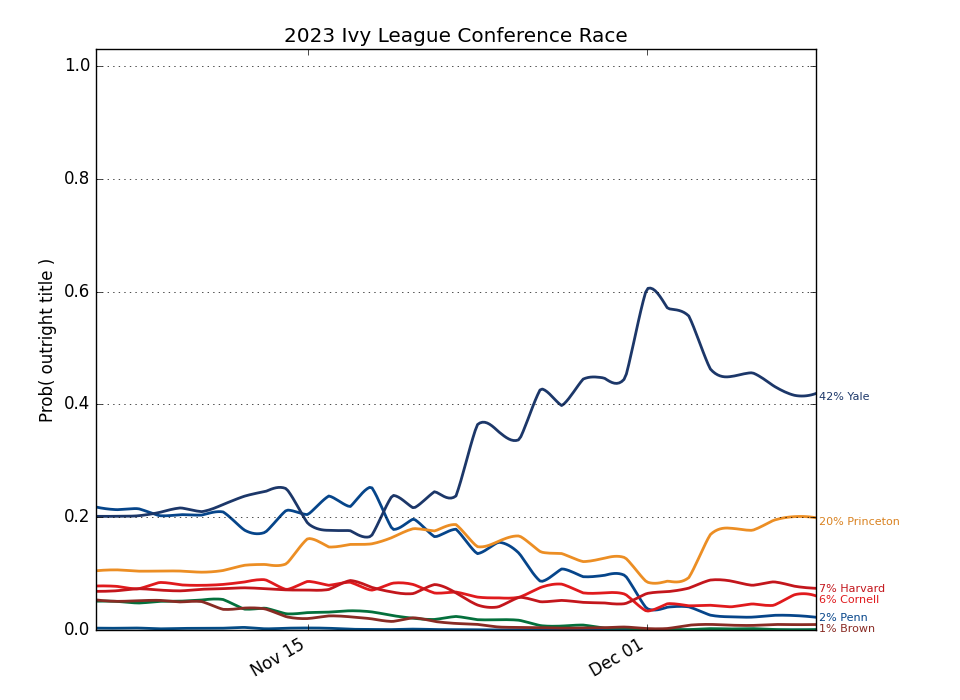 2023 Ivy League Conference Race
Prob( outright title )
1.0
0.8
0.6
0.4
0.2
0.0
Nov 15
Dec 01
42% Yale
20% Princeton
7% Harvard
6% Cornell
2% Penn
1% Brown